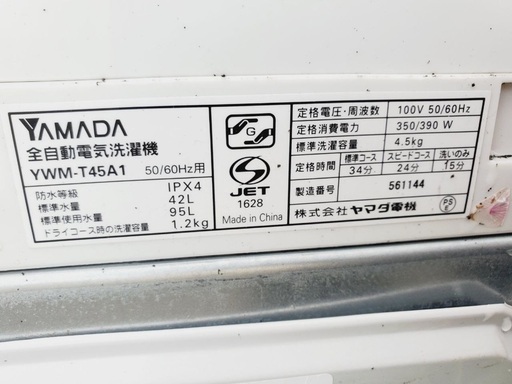 YAMADA
全自動電気洗濯機
YWM-T45A1 50/60Hz用
防水等級 IPX4
標準水量 42L
標準使用水量 95L
ドライコース時の洗濯容量 1.2kg
G
S
JET
1628
Made in China
定格電圧・周波数 100V 50/60Hz
定格消費電力 350/390 W
標準洗濯容量 4.5kg
定格時間 標準コース スピードコース 洗いのみ
34分 24分 15分
製造番号 561144
株式会社ヤマダ電機
PS
E